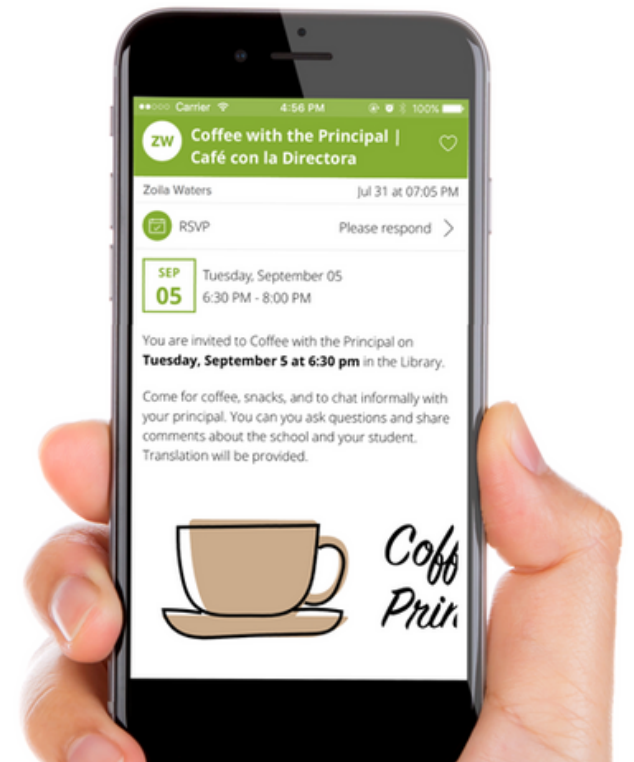 Carrier 4:56 PM 100%
ZW
Coffee with the Principal |
Café con la Directora
Zoila Waters Jul 31 at 07:05 PM
RSVP Please respond
SEP
05
Tuesday, September 05
6:30 PM - 8:00 PM
You are invited to Coffee with the Principal on
Tuesday, September 5 at 6:30 pm in the Library.
Come for coffee, snacks, and to chat informally with
your principal. You can you ask questions and share
comments about the school and your student.
Translation will be provided.
Coff
Prin